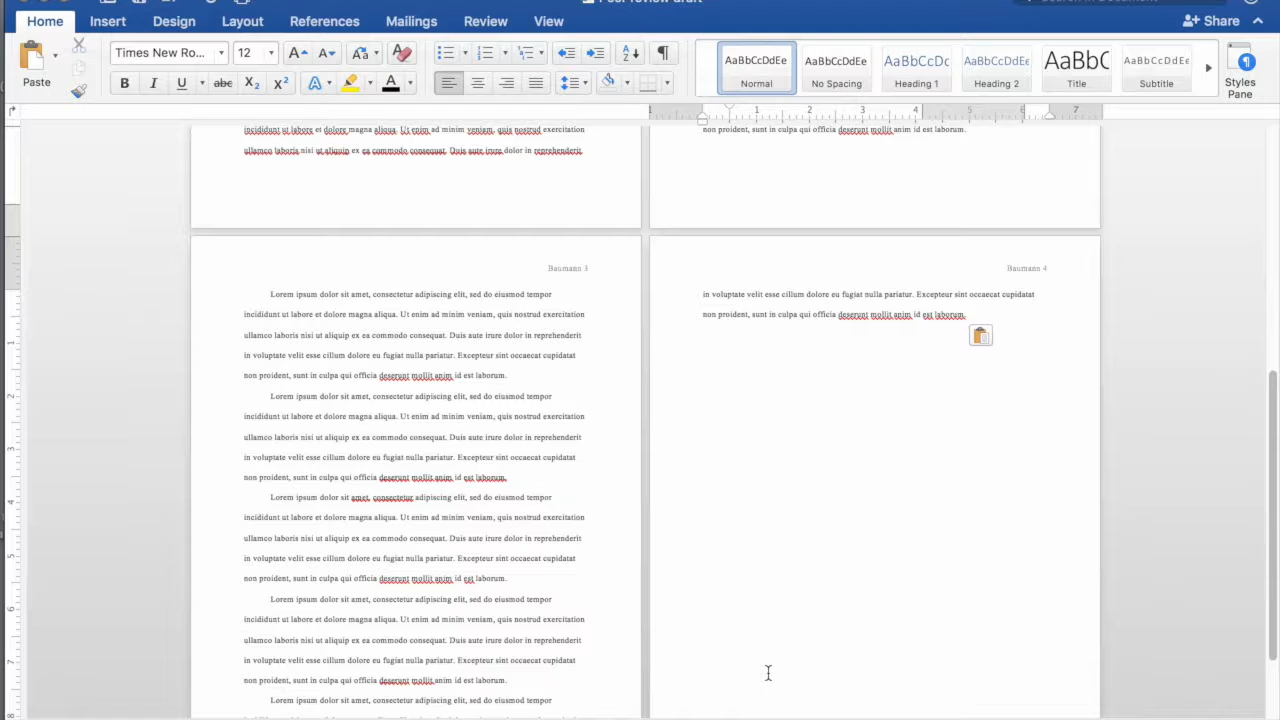 Home Insert Design Layout References Mailings Review View Share
Times New Ro... 12
Paste
B I U abc X2 X2 A A
AaBbCcDdEe AaBbCcDdEe AaBbCcDdEe AaBbCcDdEe AaBbC AaBbCcDdEe
Normal No Spacing Heading 1 Heading 2 Title Subtitle Styles Pane
1 1 2 3 4 5 6 7
incididunt ut labore et dolore magna aliqua. Ut enim ad minim veniam, quis nostrud exercitation
ullamco laboris nisi ut aliquip ex ea commodo consequat. Duis aute irure dolor in reprehenderit
non proident, sunt in culpa qui officia deserunt mollit anim id est laborum.
Baumann 3
Lorem ipsum dolor sit amet, consectetur adipiscing elit, sed do eiusmod tempor
incididunt ut labore et dolore magna aliqua. Ut enim ad minim veniam, quis nostrud exercitation
ullamco laboris nisi ut aliquip ex ea commodo consequat. Duis aute irure dolor in reprehenderit
in voluptate velit esse cillum dolore eu fugiat nulla pariatur. Excepteur sint occaecat cupidatat
non proident, sunt in culpa qui officia deserunt mollit anim id est laborum.
Lorem ipsum dolor sit amet, consectetur adipiscing elit, sed do eiusmod tempor
incididunt ut labore et dolore magna aliqua. Ut enim ad minim veniam, quis nostrud exercitation
ullamco laboris nisi ut aliquip ex ea commodo consequat. Duis aute irure dolor in reprehenderit
in voluptate velit esse cillum dolore eu fugiat nulla pariatur. Excepteur sint occaecat cupidatat
non proident, sunt in culpa qui officia deserunt mollit anim id est laborum.
Lorem ipsum dolor sit amet, consectetur adipiscing elit, sed do eiusmod tempor
incididunt ut labore et dolore magna aliqua. Ut enim ad minim veniam, quis nostrud exercitation
ullamco laboris nisi ut aliquip ex ea commodo consequat. Duis aute irure dolor in reprehenderit
in voluptate velit esse cillum dolore eu fugiat nulla pariatur. Excepteur sint occaecat cupidatat
non proident, sunt in culpa qui officia deserunt mollit anim id est laborum.
Lorem ipsum dolor sit amet, consectetur adipiscing elit, sed do eiusmod tempor
incididunt ut labore et dolore magna aliqua. Ut enim ad minim veniam, quis nostrud exercitation
ullamco laboris nisi ut aliquip ex ea commodo consequat. Duis aute irure dolor in reprehenderit
in voluptate velit esse cillum dolore eu fugiat nulla pariatur. Excepteur sint occaecat cupidatat
non proident, sunt in culpa qui officia deserunt mollit anim id est laborum.
Lorem ipsum dolor sit amet, consectetur adipiscing elit, sed do eiusmod tempor
Baumann 4
in voluptate velit esse cillum dolore eu fugiat nulla pariatur. Excepteur sint occaecat cupidatat
non proident, sunt in culpa qui officia deserunt mollit anim id est laborum.
1
2
3
4
5
6
7
8